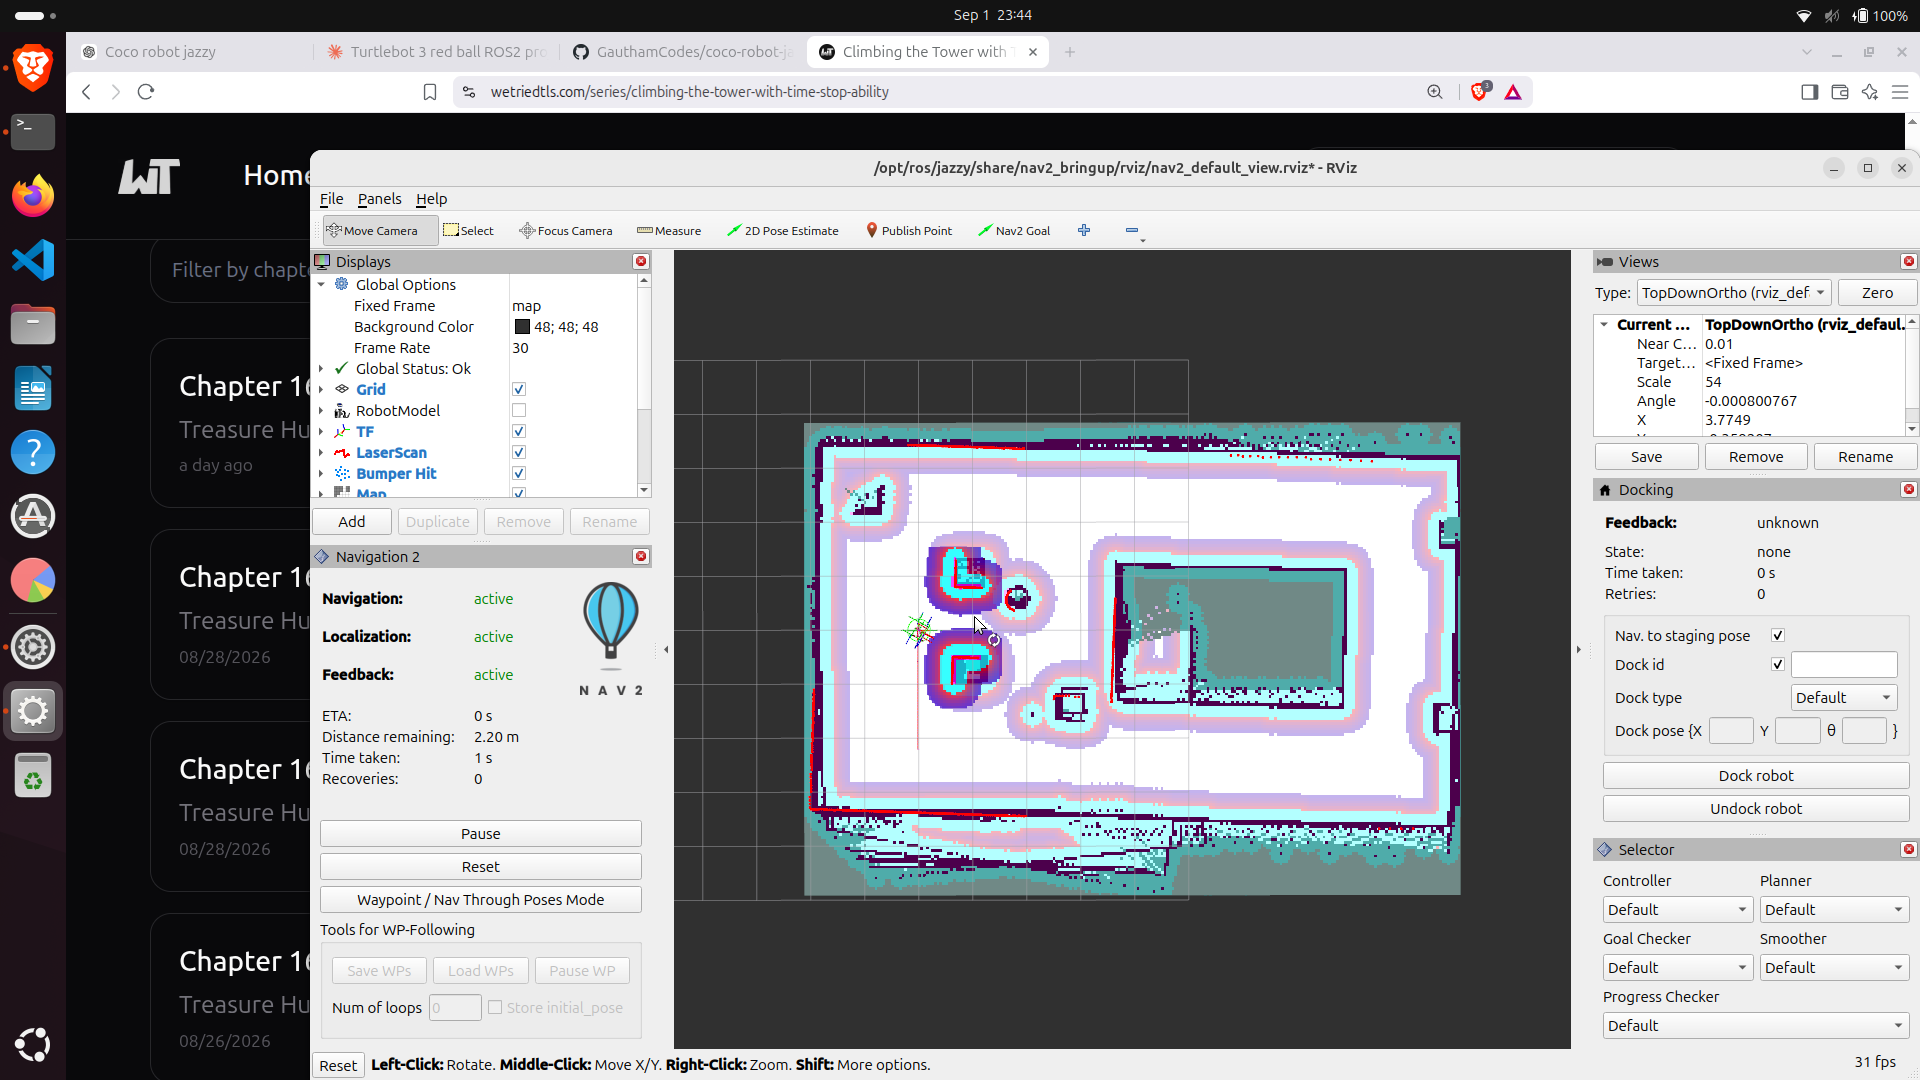 Sep 1 23:44
100%
Coco robot jazzy
Turtlebot 3 red ball ROS2 pro
GauthamCodes/coco-robot-ja
Climbing the Tower with T
wetriedtls.com/series/climbing-the-tower-with-time-stop-ability
3
WT
Home
Filter by chapte
Chapter 16
Treasure Hu
a day ago
Chapter 16
Treasure Hu
08/28/2026
Chapter 16
Treasure Hu
08/28/2026
Chapter 16
Treasure Hu
08/26/2026
/opt/ros/jazzy/share/nav2_bringup/rviz/nav2_default_view.rviz* - RViz
File Panels Help
Move Camera Select Focus Camera Measure 2D Pose Estimate Publish Point Nav2 Goal
Displays
Global Options
Fixed Frame map
Background Color 48; 48; 48
Frame Rate 30
Global Status: Ok
Grid
RobotModel
TF
LaserScan
Bumper Hit
Map
Add Duplicate Remove Rename
Navigation 2
Navigation: active
Localization: active
Feedback: active
NAV2
ETA: 0 s
Distance remaining: 2.20 m
Time taken: 1 s
Recoveries: 0
Pause
Reset
Waypoint / Nav Through Poses Mode
Tools for WP-Following
Save WPs Load WPs Pause WP
Num of loops 0 Store initial_pose
Reset Left-Click: Rotate. Middle-Click: Move X/Y. Right-Click: Zoom. Shift: More options.
Views
Type: TopDownOrtho (rviz_def Zero
Current ... TopDownOrtho (rviz_defaul.
Near C... 0.01
Target... <Fixed Frame>
Scale 54
Angle -0.000800767
X 3.7749
Save Remove Rename
Docking
Feedback: unknown
State: none
Time taken: 0 s
Retries: 0
Nav. to staging pose
Dock id
Dock type Default
Dock pose {X Y θ }
Dock robot
Undock robot
Selector
Controller Planner
Default Default
Goal Checker Smoother
Default Default
Progress Checker
Default
31 fps